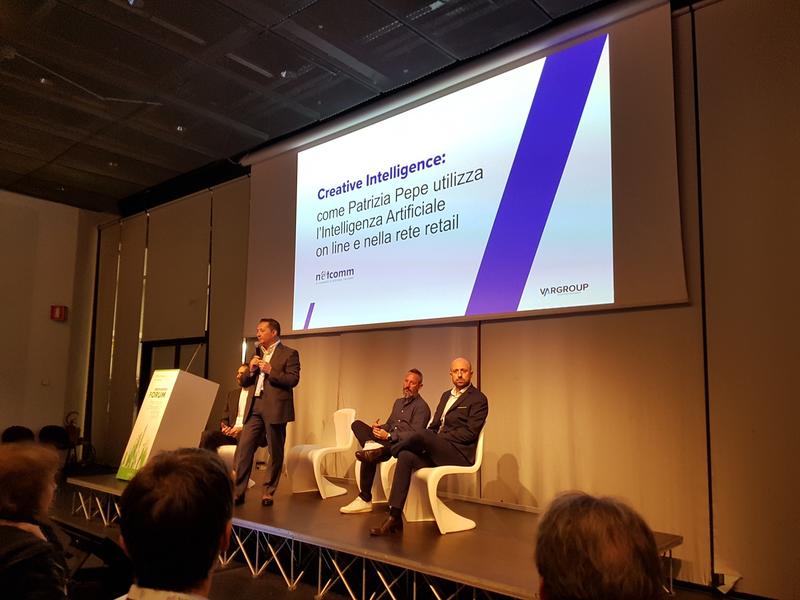 Creative Intelligence:
come Patrizia Pepe utilizza
l'Intelligenza Artificiale
on line e nella rete retail
netcomm
VARGROUP
FORUM